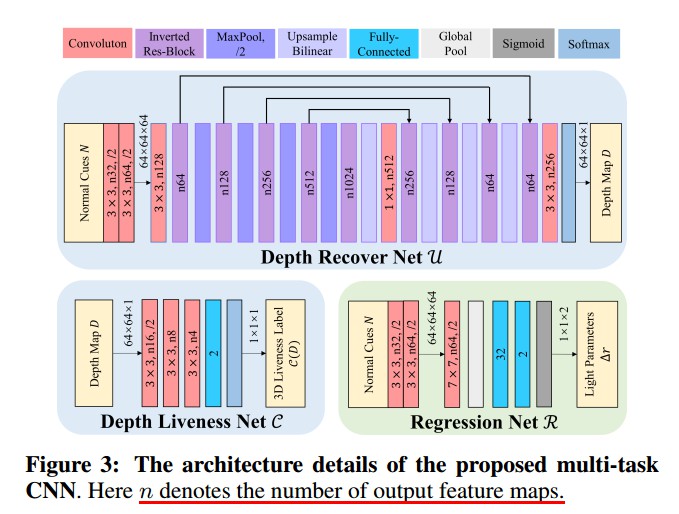 Convoluton
Inverted
Res-Block
MaxPool,
/2
Upsample
Bilinear
Fully-
Connected
Global
Pool
Sigmoid
Softmax
Normal Cues N
3 × 3, n32, /2
3 × 3, n64, /2
64×64×64
3 × 3, n128
n64
n128
n256
n512
n1024
1 ×1, n512
n256
n128
n64
n64
3 × 3, n256
64×64×1
Depth Map D
Depth Recover Net 𝒰
Depth Map D
64×64×1
3 × 3, n16, /2
3 × 3, n8
3 × 3, n4
2
1×1×1
3D Liveness Label
𝒞(D)
Depth Liveness Net 𝒞
Normal Cues N
3 × 3, n32, /2
3 × 3, n64, /2
64×64×64
7 × 7, n64, /2
32
2
1×1×2
Light Parameters
Δr
Regression Net ℛ
Figure 3: The architecture details of the proposed multi-task
CNN. Here n denotes the number of output feature maps.